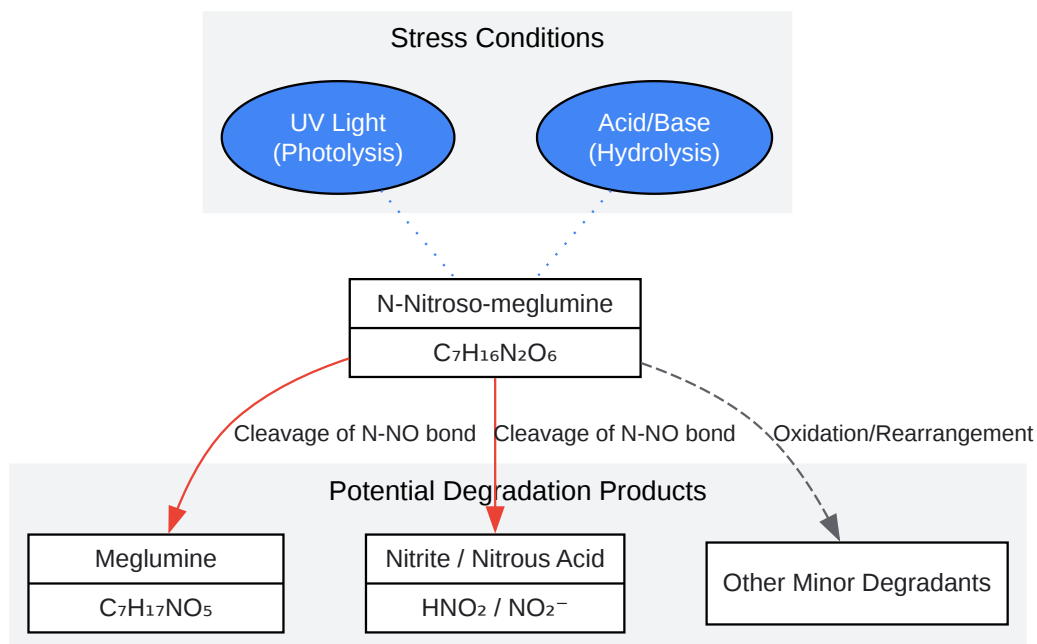 Stress Conditions
UV Light
(Photolysis)
Acid/Base
(Hydrolysis)
N-Nitroso-meglumine
C₇H₁₆N₂O₆
Cleavage of N-NO bond
Cleavage of N-NO bond
Oxidation/Rearrangement
Potential Degradation Products
Meglumine
C₇H₁₇NO₅
Nitrite / Nitrous Acid
HNO₂ / NO₂⁻
Other Minor Degradants